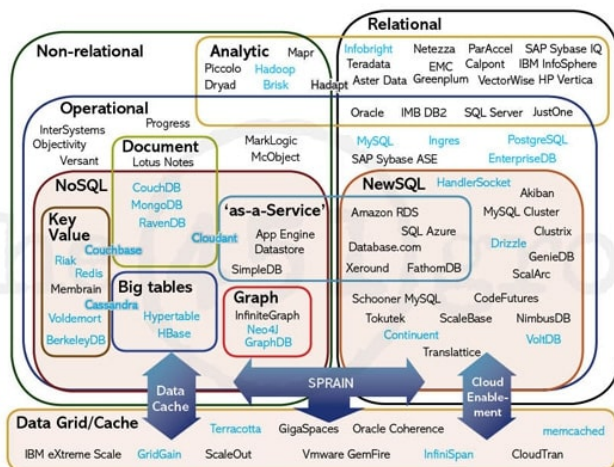 Relational
Non-relational
Analytic
Mapr
Infobright
Netezza
ParAccel
SAP Sybase IQ
Piccolo
Hadoop
Teradata
EMC
Calpont
IBM InfoSphere
Dryad
Brisk
Hadapt
Aster Data
Greenplum
VectorWise
HP Vertica
Operational
Oracle
IMB DB2
SQL Server
JustOne
InterSystems
Progress
Objectivity
Versant
Document
Lotus Notes
MarkLogic
McObject
MySQL
Ingres
PostgreSQL
SAP Sybase ASE
EnterpriseDB
NoSQL
CouchDB
MongoDB
RavenDB
'as-a-Service'
NewSQL
HandlerSocket
Akiban
Key
Value
Couchbase
Cloudant
App Engine
Datastore
SimpleDB
Amazon RDS
SQL Azure
Database.com
Xeround
FathomDB
MySQL Cluster
Clustrix
Drizzle
GenieDB
ScalArc
Riak
Redis
Membrain
Cassandra
Voldemort
BerkeleyDB
Big tables
Hypertable
HBase
Graph
InfiniteGraph
Neo4J
GraphDB
Schooner MySQL
CodeFutures
Tokutek
ScaleBase
NimbusDB
Continuent
VoltDB
Translattice
Data
Cache
SPRAIN
Cloud
Enable-
ment
Data Grid/Cache
Terracotta
GigaSpaces
Oracle Coherence
memcached
IBM eXtreme Scale
GridGain
ScaleOut
Vmware GemFire
InfiniSpan
CloudTran